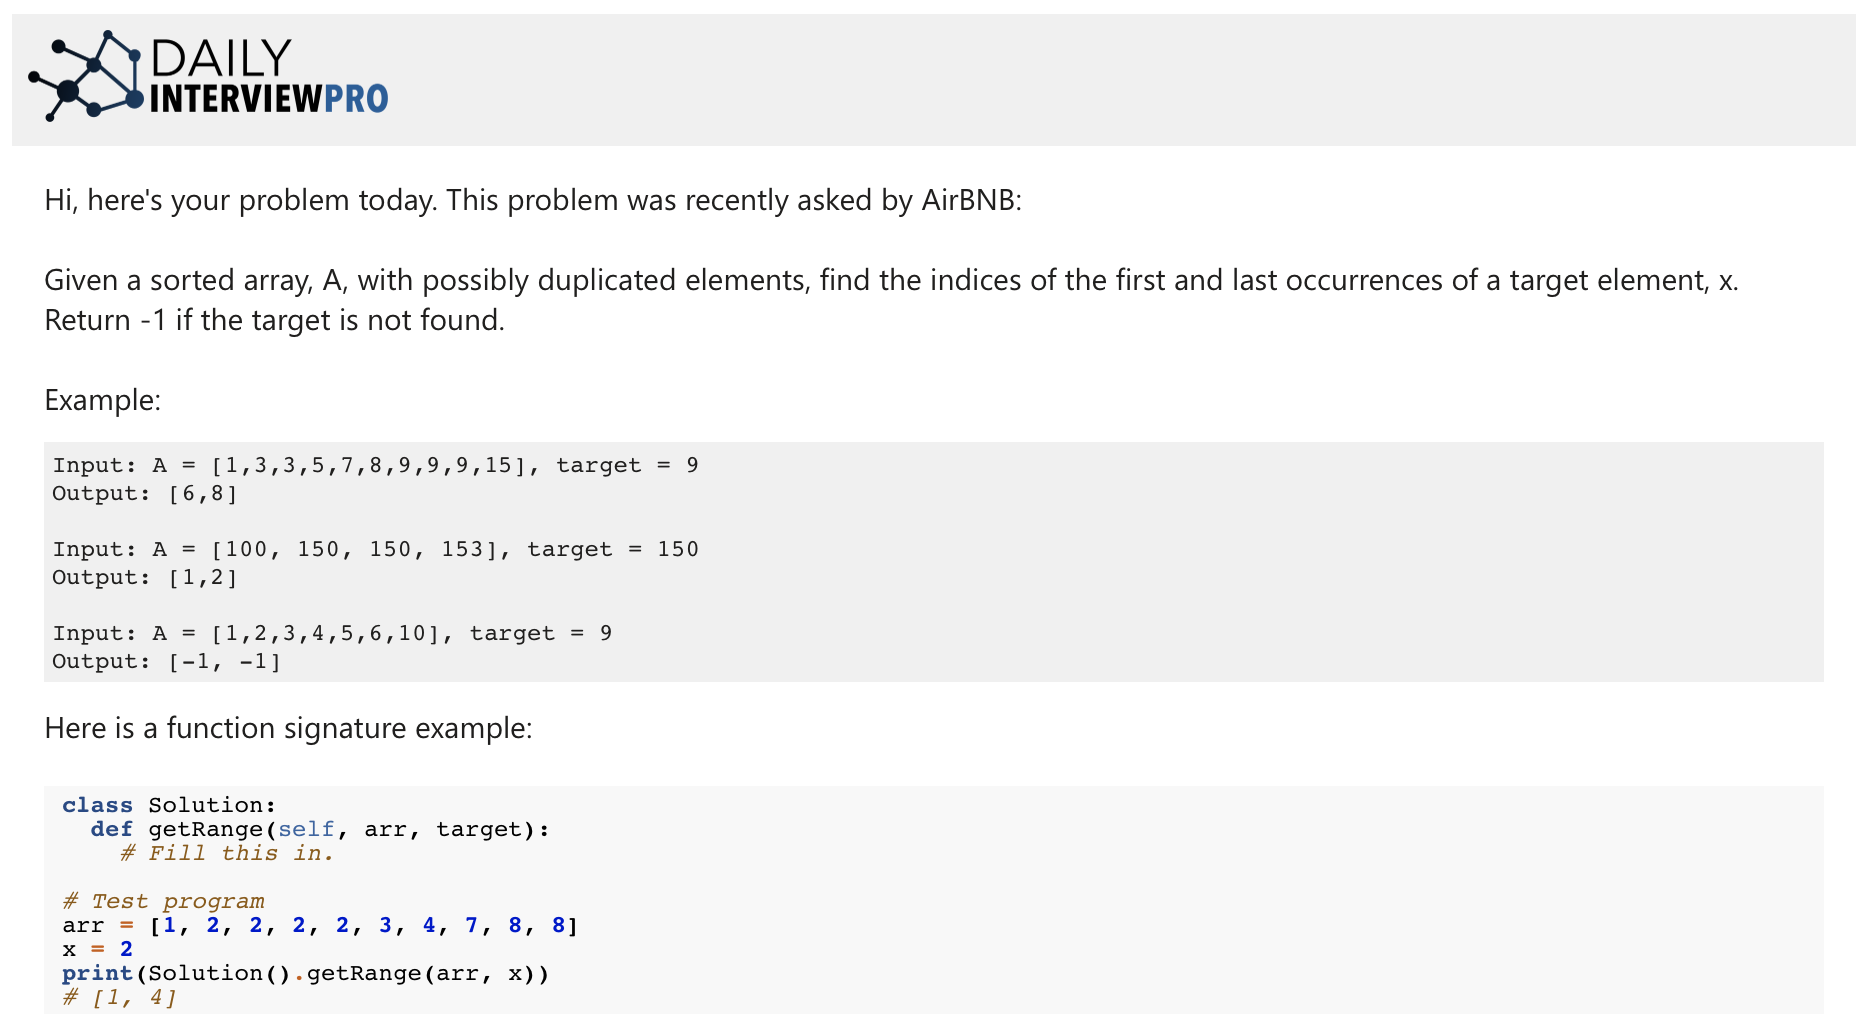 DAILY
INTERVIEWPRO
Hi, here's your problem today. This problem was recently asked by AirBNB:
Given a sorted array, A, with possibly duplicated elements, find the indices of the first and last occurrences of a target element, x.
Return -1 if the target is not found.
Example:
Input: A = [1,3,3,5,7,8,9,9,9,15], target = 9
Output: [6,8]
Input: A = [100, 150, 150, 153], target = 150
Output: [1,2]
Input: A = [1,2,3,4,5,6,10], target = 9
Output: [-1, -1]
Here is a function signature example:
class Solution:
  def getRange(self, arr, target):
    # Fill this in.
# Test program
arr = [1, 2, 2, 2, 2, 3, 4, 7, 8, 8]
x = 2
print(Solution().getRange(arr, x))
# [1, 4]